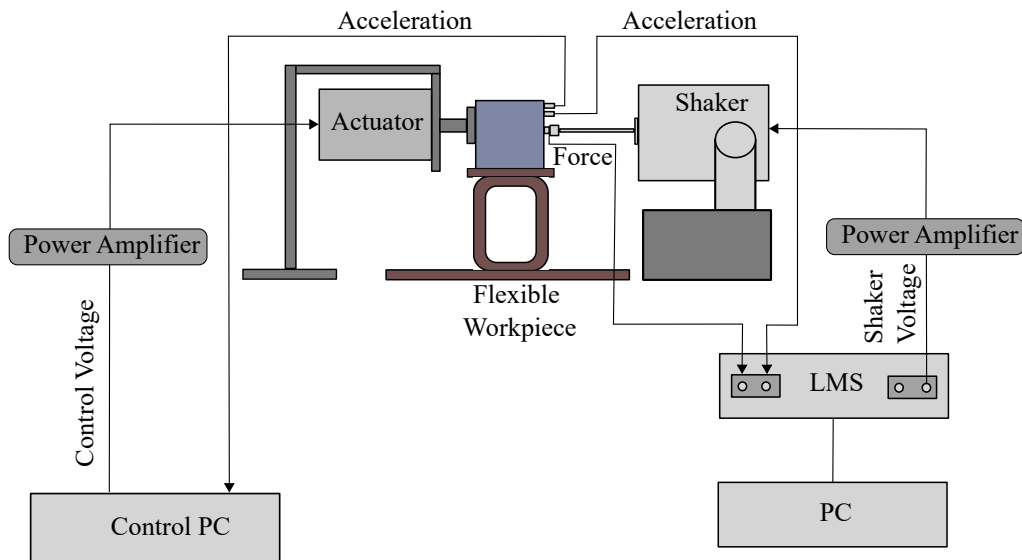 Acceleration
Acceleration
Actuator
Shaker
Force
Power Amplifier
Power Amplifier
Flexible
Workpiece
Control Voltage
Shaker
Voltage
LMS
Control PC
PC